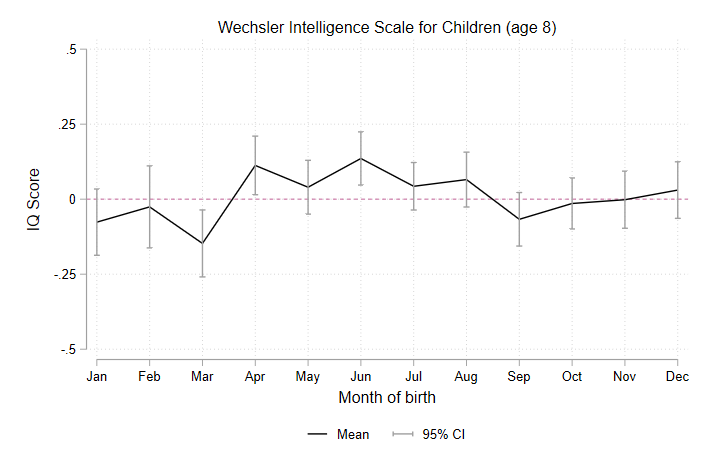 Wechsler Intelligence Scale for Children (age 8)
.5
.25
0
-.25
-.5
IQ Score
Jan Feb Mar Apr May Jun Jul Aug Sep Oct Nov Dec
Month of birth
Mean 95% CI